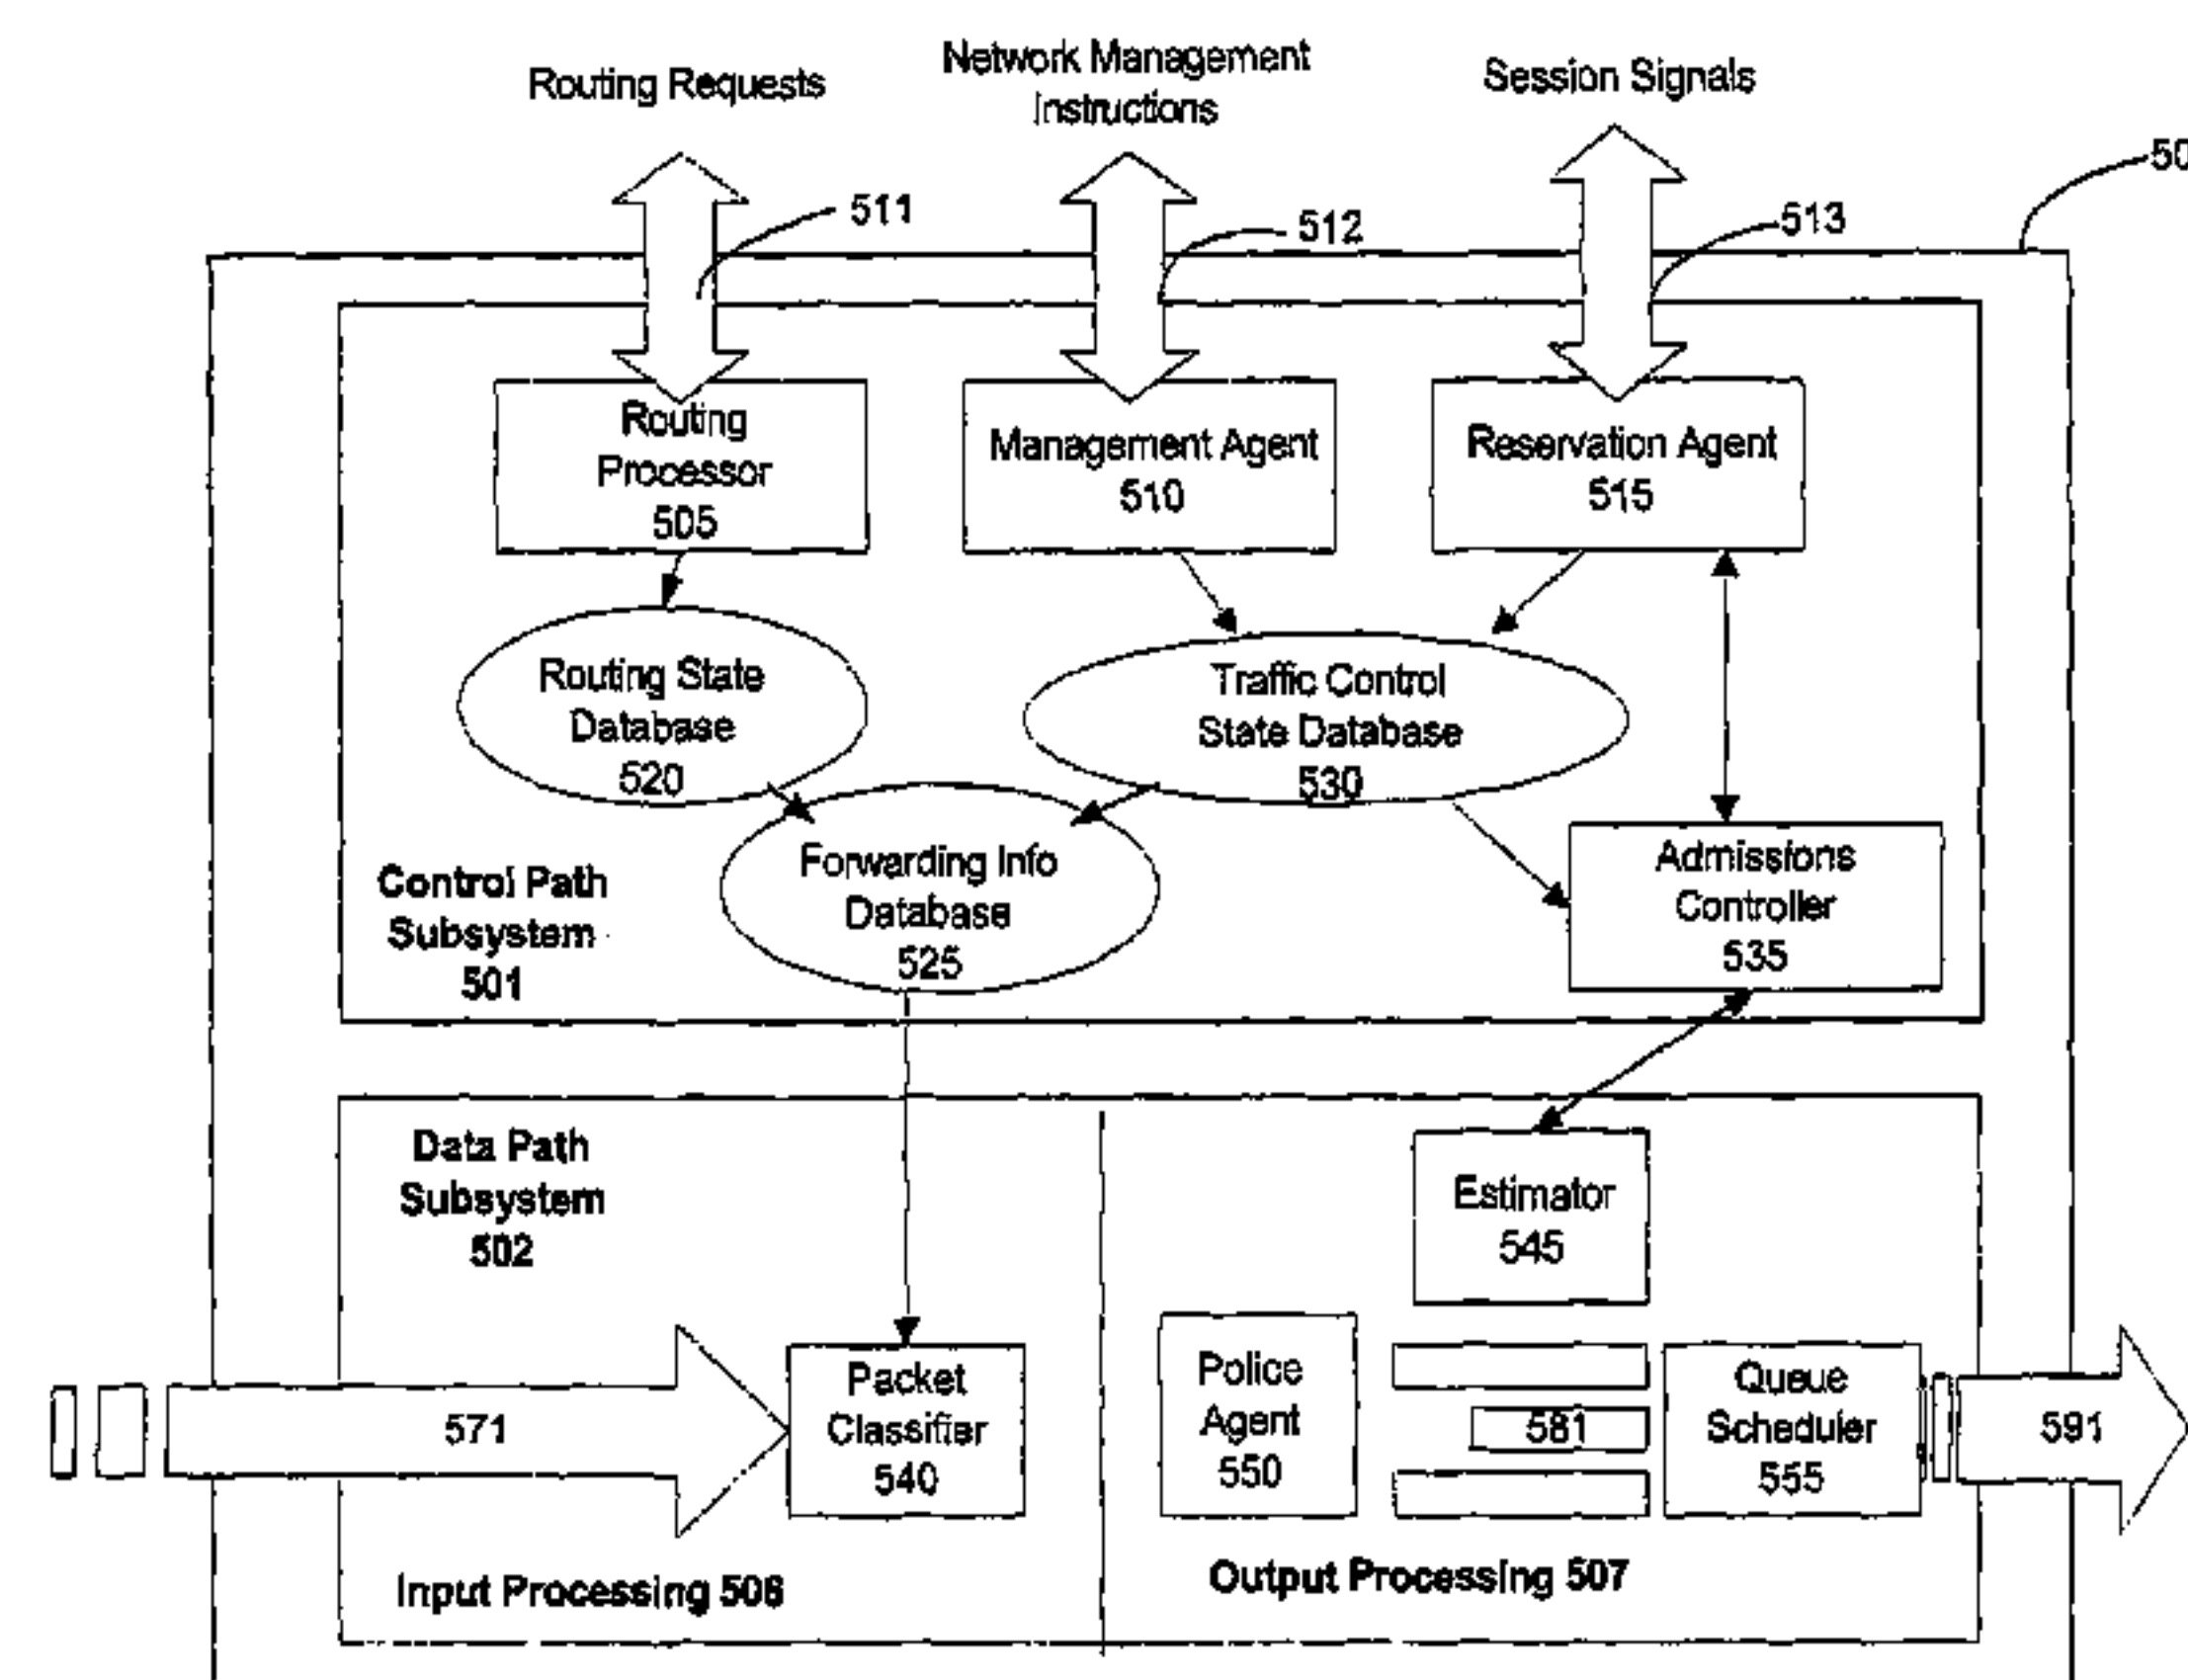 Routing Requests
Network Management
Instructions
Session Signals
50
511
512
513
Routing
Processor
505
Management Agent
510
Reservation Agent
515
Routing State
Database
520
Traffic Control
State Database
530
Forwarding Info
Database
525
Admissions
Controller
535
Control Path
Subsystem
501
Data Path
Subsystem
502
Estimator
545
571
Packet
Classifier
540
Police
Agent
550
581
Queue
Scheduler
555
591
Input Processing 506
Output Processing 507